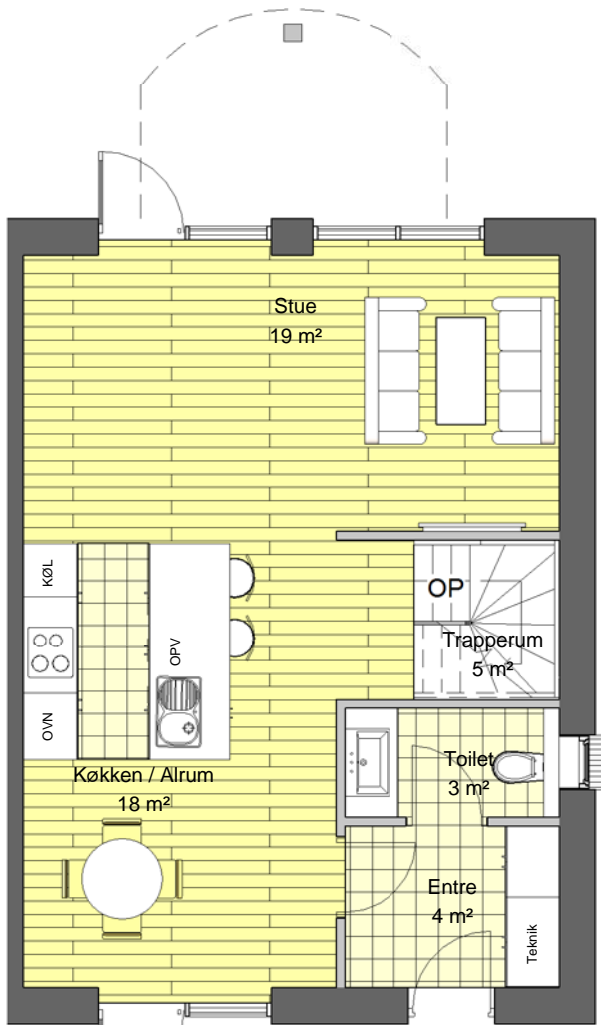 Stue
19 m²
KØL
OP
OPV
Trapperum
5 m²
OVN
Toilet
3 m²
Køkken / Alrum
18 m²
Entre
4 m²
Teknik